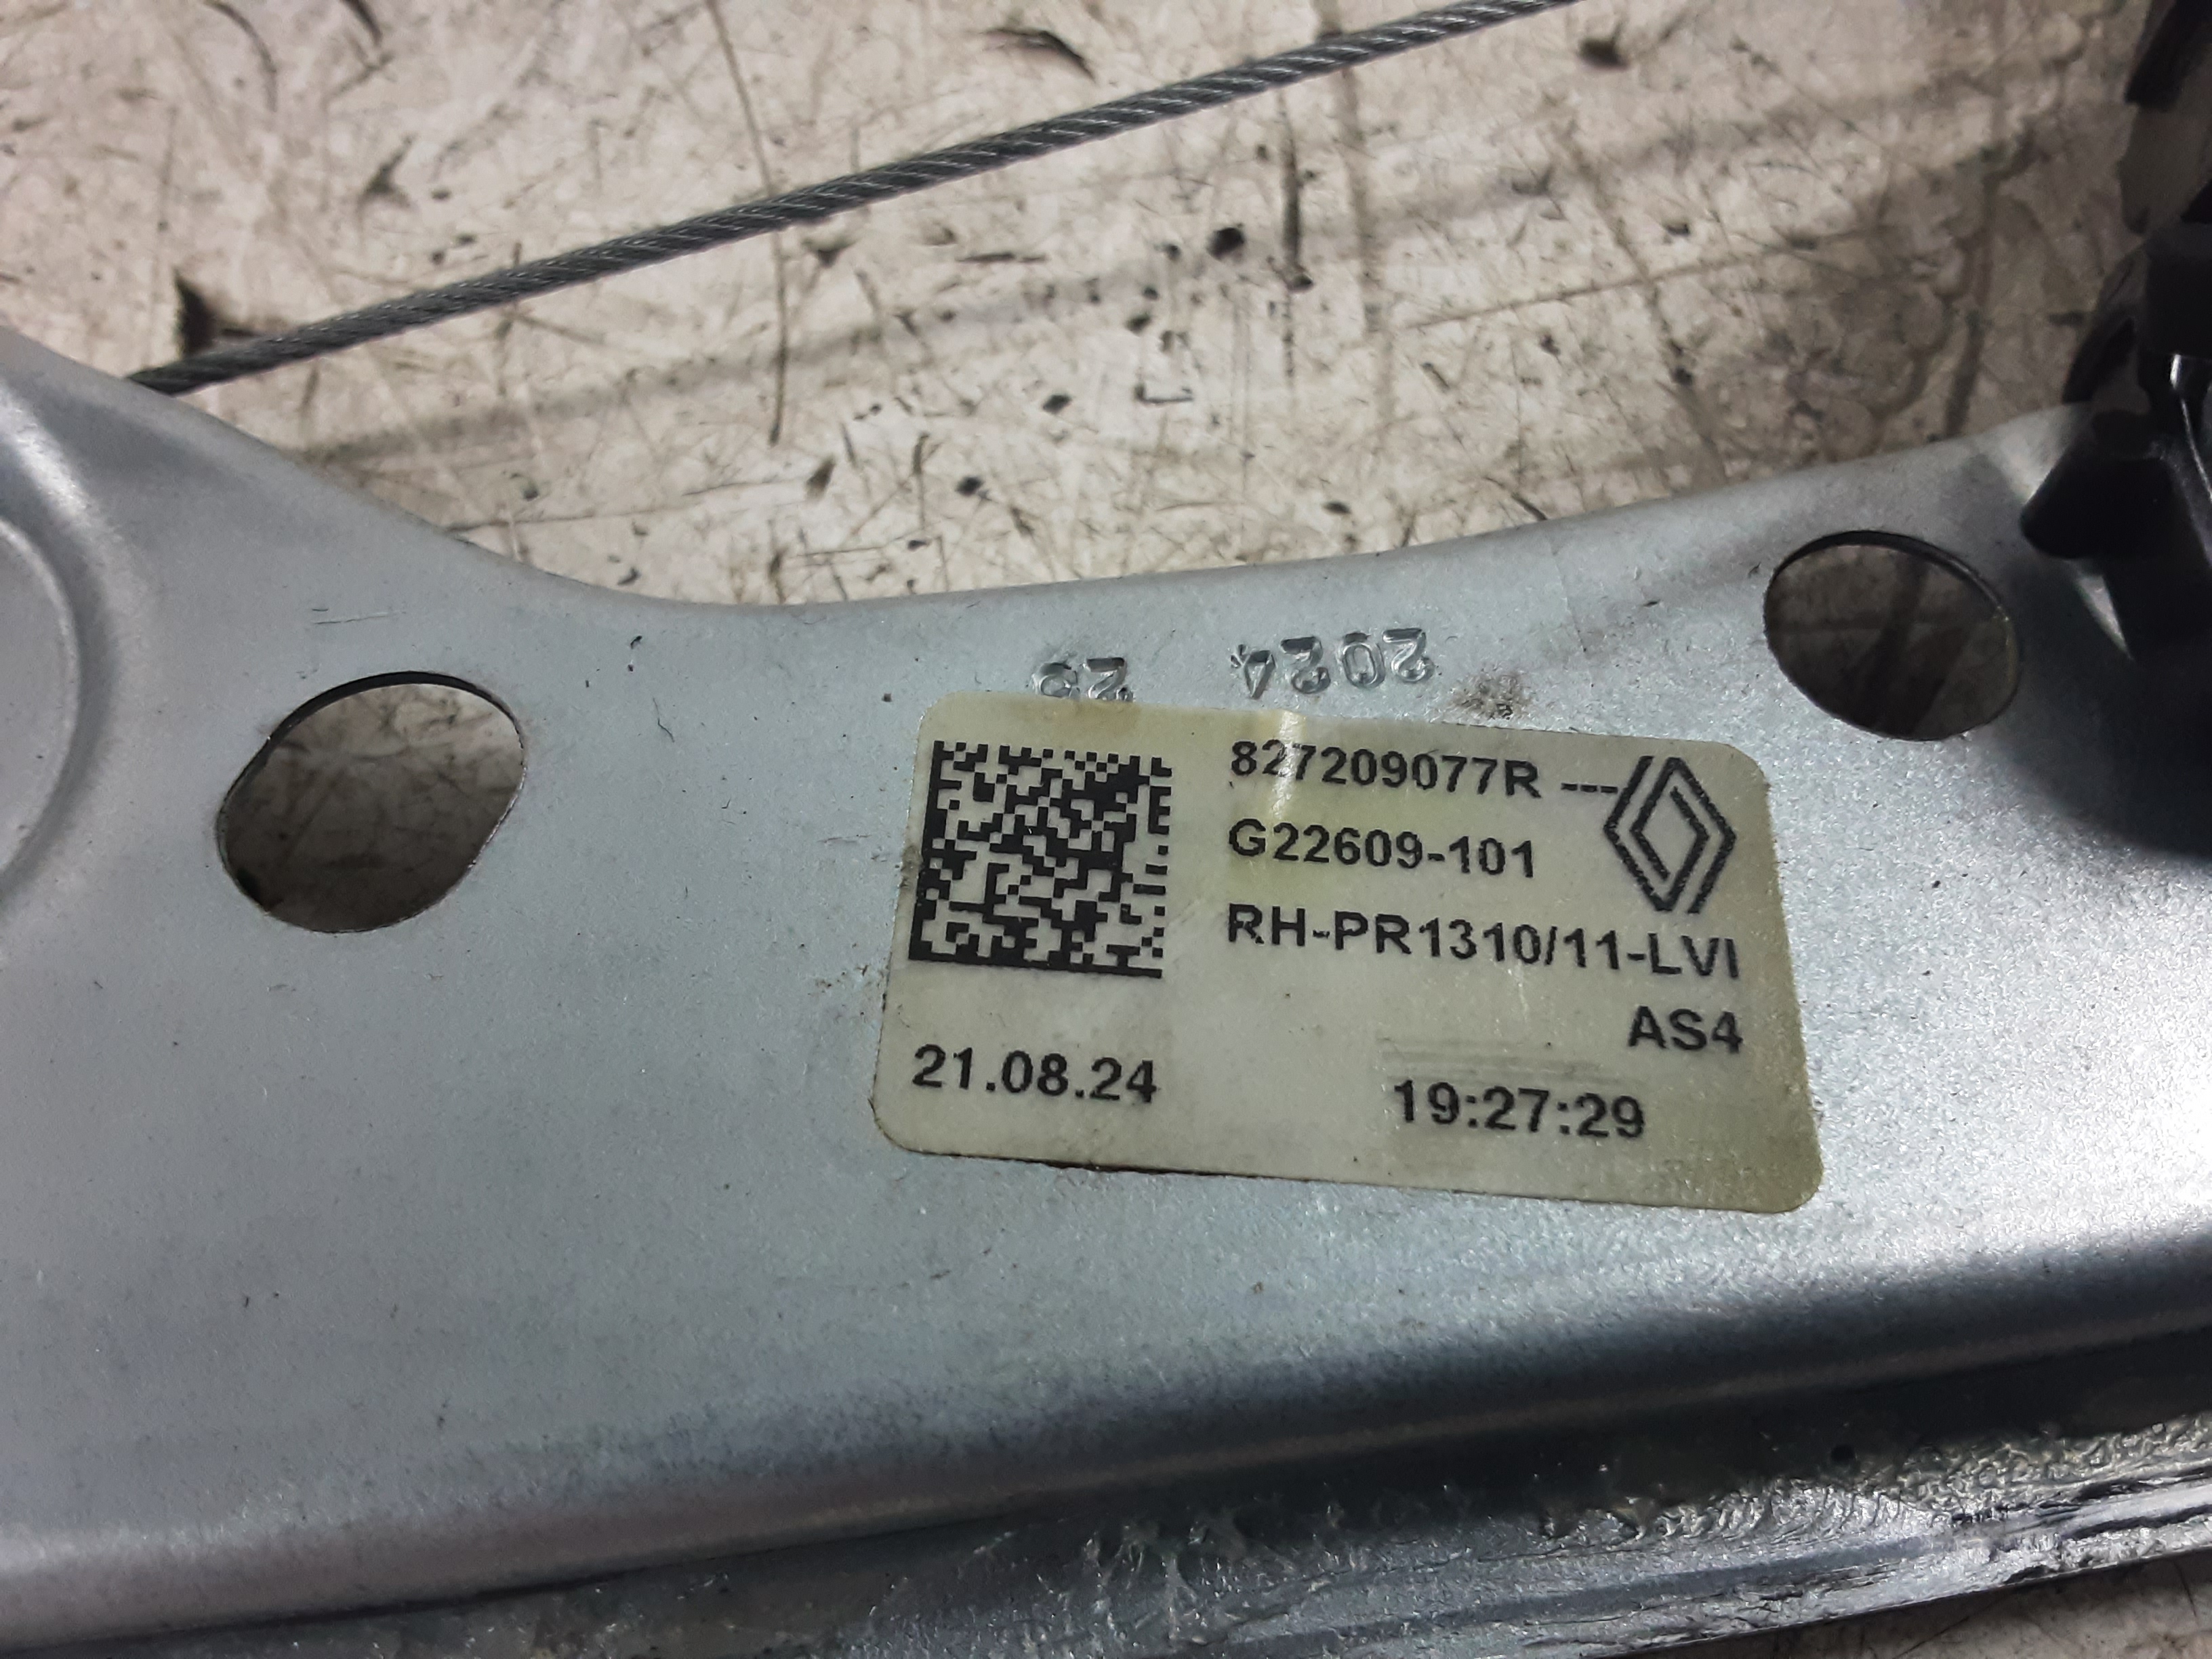 2024
827209077R ---
G22609-101
RH-PR1310/11-LVI
AS4
21.08.24 19:27:29